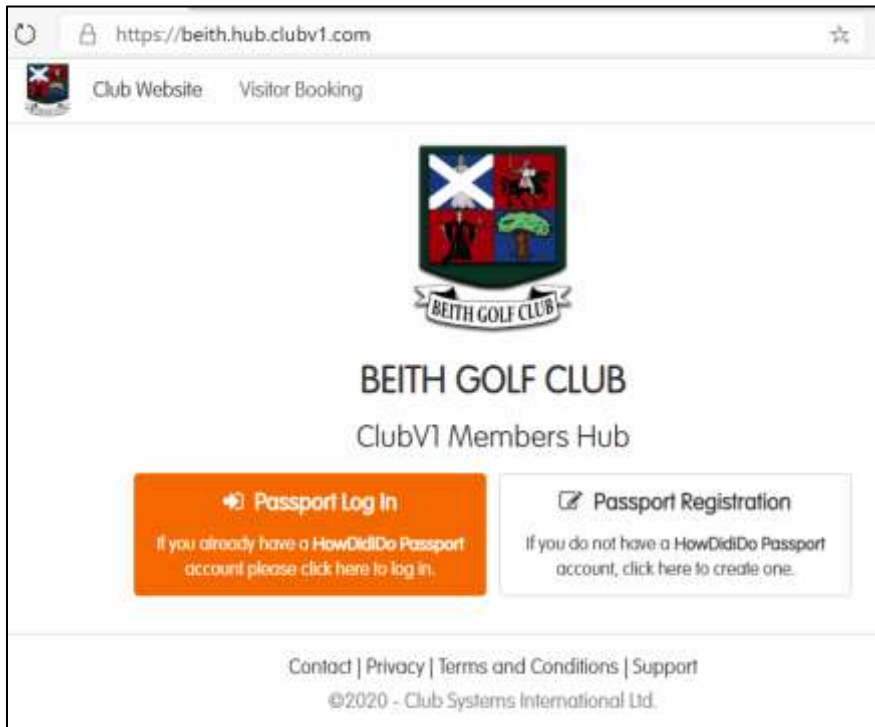 https://beith.hub.clubv1.com
Club Website Visitor Booking
BEITH GOLF CLUB
BEITH GOLF CLUB
ClubV1 Members Hub
Passport Log In
If you already have a HowDidiDo Passport
account please click here to log in.
Passport Registration
If you do not have a HowDidiDo Passport
account, click here to create one.
Contact | Privacy | Terms and Conditions | Support
©2020 - Club Systems International Ltd.